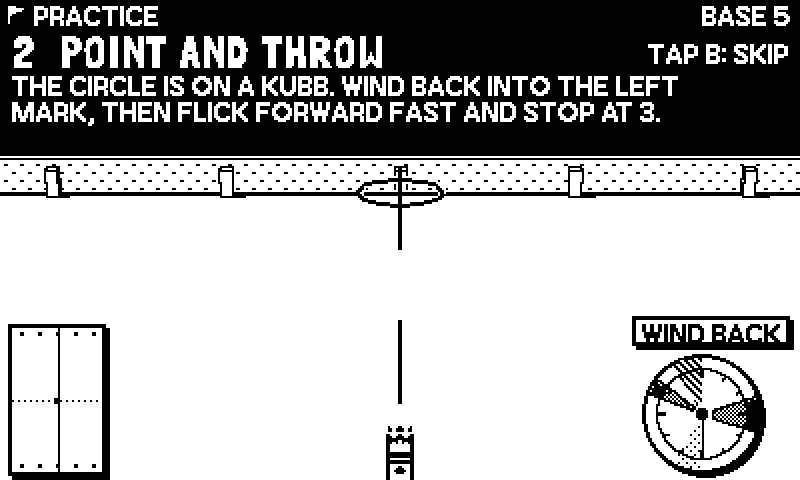 PRACTICE
BASE 5
2 POINT AND THROW
TAP B: SKIP
THE CIRCLE IS ON A KUBB. WIND BACK INTO THE LEFT
MARK, THEN FLICK FORWARD FAST AND STOP AT 3.
WIND BACK